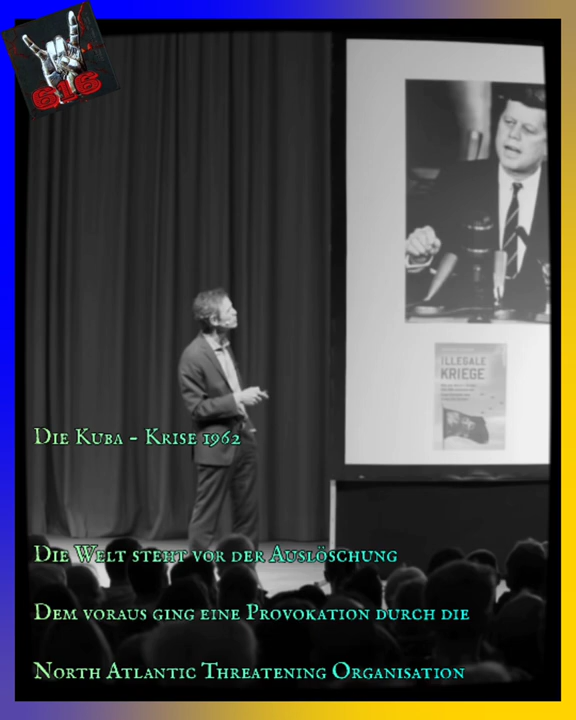 616
ILLEGALE
KRIEGE
Die Kuba - Krise 1962
Die Welt steht vor der Auslöschung
Dem voraus ging eine Provokation durch die
North Atlantic Threatening Organisation